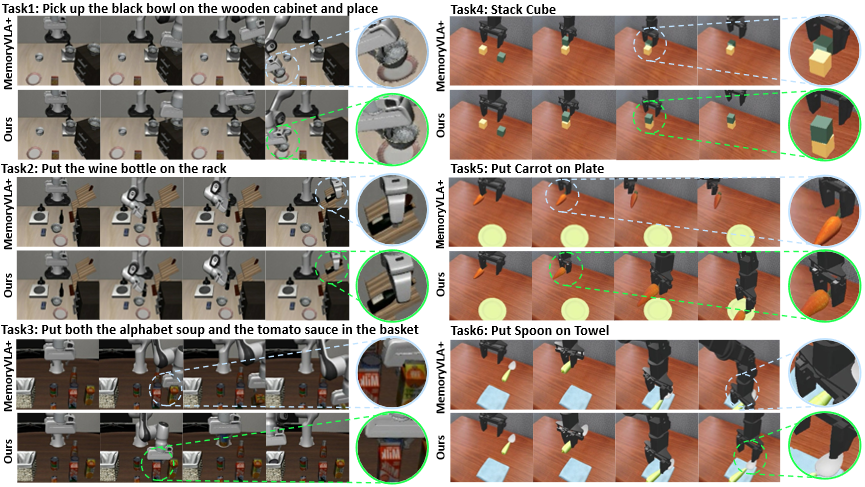 Task1: Pick up the black bowl on the wooden cabinet and place
MemoryVLA+
Ours
Task2: Put the wine bottle on the rack
MemoryVLA+
Ours
Task3: Put both the alphabet soup and the tomato sauce in the basket
MemoryVLA+
Ours
Task4: Stack Cube
MemoryVLA+
Ours
Task5: Put Carrot on Plate
MemoryVLA+
Ours
Task6: Put Spoon on Towel
MemoryVLA+
Ours